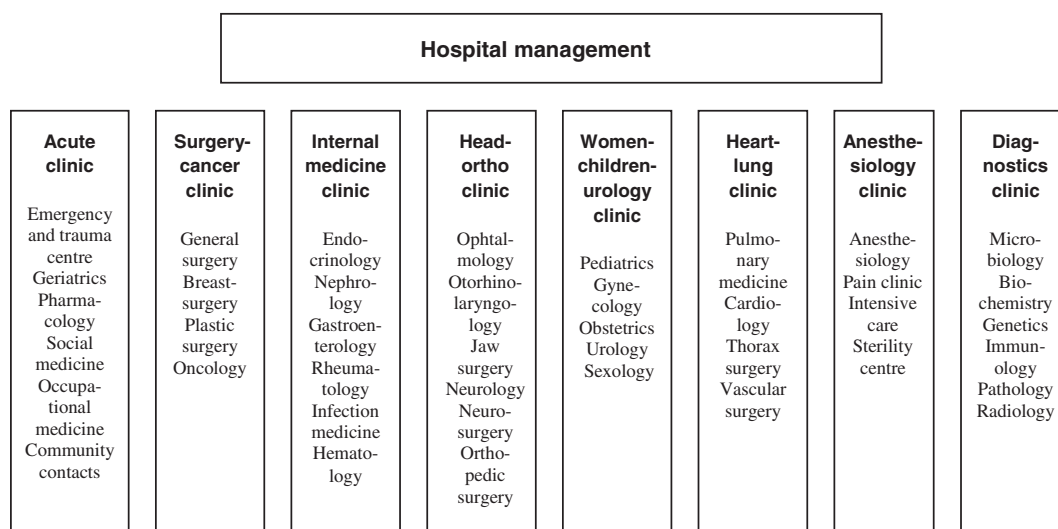 Hospital management
Acute
clinic
Emergency
and trauma
centre
Geriatrics
Pharma-
cology
Social
medicine
Occupa-
tional
medicine
Community
contacts
Surgery-
cancer
clinic
General
surgery
Breast-
surgery
Plastic
surgery
Oncology
Internal
medicine
clinic
Endo-
crinology
Nephro-
logy
Gastroen-
terology
Rheuma-
tology
Infection
medicine
Hemato-
logy
Head-
ortho
clinic
Ophtal-
mology
Otorhino-
laryngo-
logy
Jaw
surgery
Neurology
Neuro-
surgery
Ortho-
pedic
surgery
Women-
children-
urology
clinic
Pediatrics
Gyne-
cology
Obstetrics
Urology
Sexology
Heart-
lung
clinic
Pulmo-
nary
medicine
Cardio-
logy
Thorax
surgery
Vascular
surgery
Anesthe-
siology
clinic
Anesthe-
siology
Pain clinic
Intensive
care
Sterility
centre
Diag-
nostics
clinic
Micro-
biology
Bio-
chemistry
Genetics
Immun-
ology
Pathology
Radiology